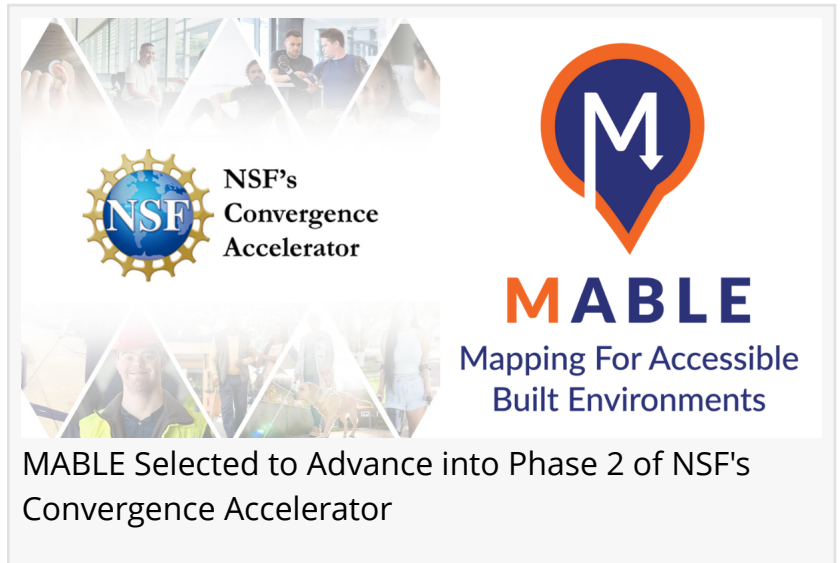 NSF
NSF's
Convergence
Accelerator
M
MABLE
Mapping For Accessible
Built Environments
MABLE Selected to Advance into Phase 2 of NSF's
Convergence Accelerator